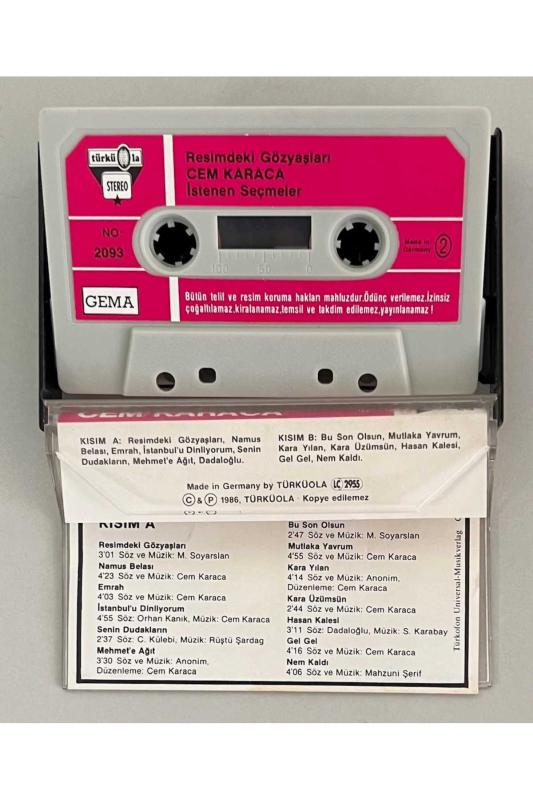 türküola
STEREO
Resimdeki Gözyaşları
CEM KARACA
İstenen Seçmeler
NO:
2093
100 50 0
Made in
Germany
2
GEMA
Bütün telif ve resim koruma hakları mahluzdur.Ödünç verilemez.İzinsiz
çoğaltılamaz,kiralanamaz,temsil ve takdim edilemez,yayınlanamaz!
CEM KARACA
KISIM A: Resimdeki Gözyaşları, Namus
Belası, Emrah, İstanbul'u Dinliyorum, Senin
Dudakların, Mehmet'e Ağıt, Dadaloğlu.
KISIM B: Bu Son Olsun, Mutlaka Yavrum,
Kara Yılan, Kara Üzümsün, Hasan Kalesi,
Gel Gel, Nem Kaldı.
Made in Germany by TÜRKÜOLA LC 2955
© & ℗ 1986, TÜRKÜOLA · Kopye edilemez
KISIM A
Resimdeki Gözyaşları
3'01 Söz ve Müzik: M. Soyarslan
Namus Belası
4'23 Söz ve Müzik: Cem Karaca
Emrah
4'03 Söz ve Müzik: Cem Karaca
İstanbul'u Dinliyorum
4'55 Söz: Orhan Kanık, Müzik: Cem Karaca
Senin Dudakların
2'37 Söz: C. Külebi, Müzik: Rüştü Şardag
Mehmet'e Ağıt
3'30 Söz ve Müzik: Anonim,
Düzenleme: Cem Karaca
Bu Son Olsun
2'47 Söz ve Müzik: M. Soyarslan
Mutlaka Yavrum
4'55 Söz ve Müzik: Cem Karaca
Kara Yılan
4'14 Söz ve Müzik: Anonim,
Düzenleme: Cem Karaca
Kara Üzümsün
2'44 Söz ve Müzik: Cem Karaca
Hasan Kalesi
3'11 Söz: Dadaloğlu, Müzik: S. Karabay
Gel Gel
4'16 Söz ve Müzik: Cem Karaca
Nem Kaldı
4'06 Söz ve Müzik: Mahzuni Şerif
Türkofon Universal-Musikverlag